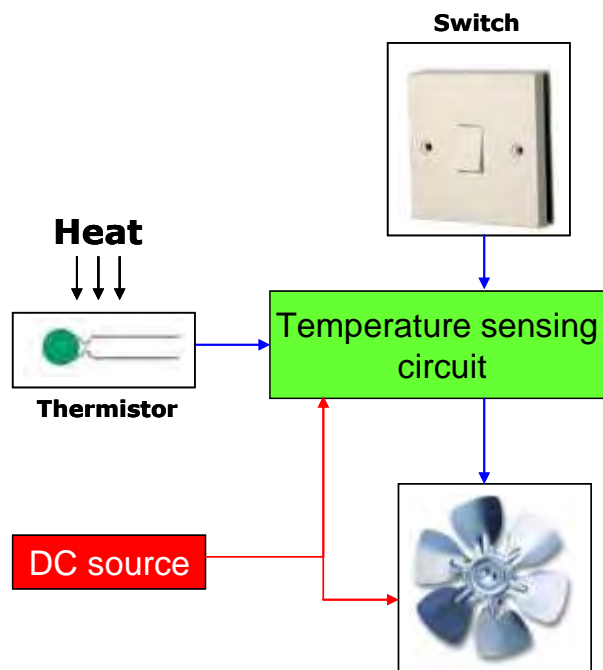 Switch
Heat
Temperature sensing
circuit
Thermistor
DC source